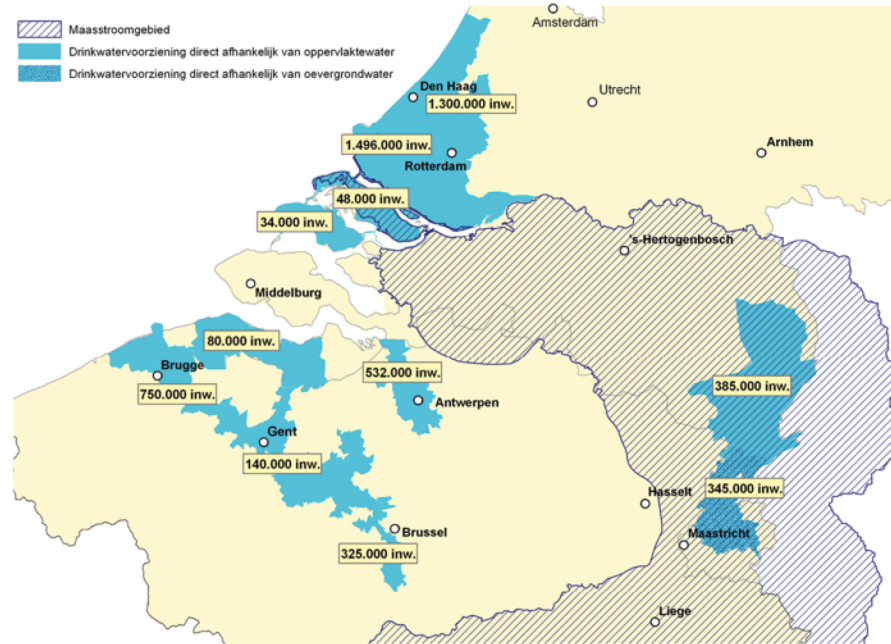 Maasstroomgebied
Drinkwatervoorziening direct afhankelijk van oppervlaktewater
Drinkwatervoorziening direct afhankelijk van oevergrondwater
Amsterdam
Den Haag
1.300.000 inw.
Utrecht
1.496.000 inw.
Rotterdam
Arnhem
48.000 inw.
34.000 inw.
's-Hertogenbosch
Middelburg
80.000 inw.
Brugge
532.000 inw.
385.000 inw.
750.000 inw.
Antwerpen
Gent
140.000 inw.
345.000 inw.
Hasselt
Brussel
Maastricht
325.000 inw.
Liege